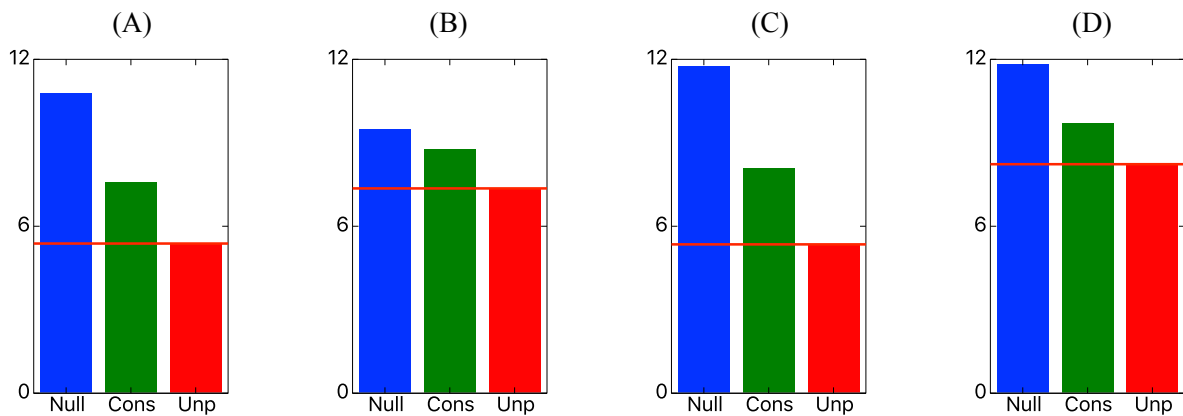 (A) (B) (C) (D)
12 12 12 12
6 6 6 6
0 0 0 0
Null Cons Unp Null Cons Unp Null Cons Unp Null Cons Unp